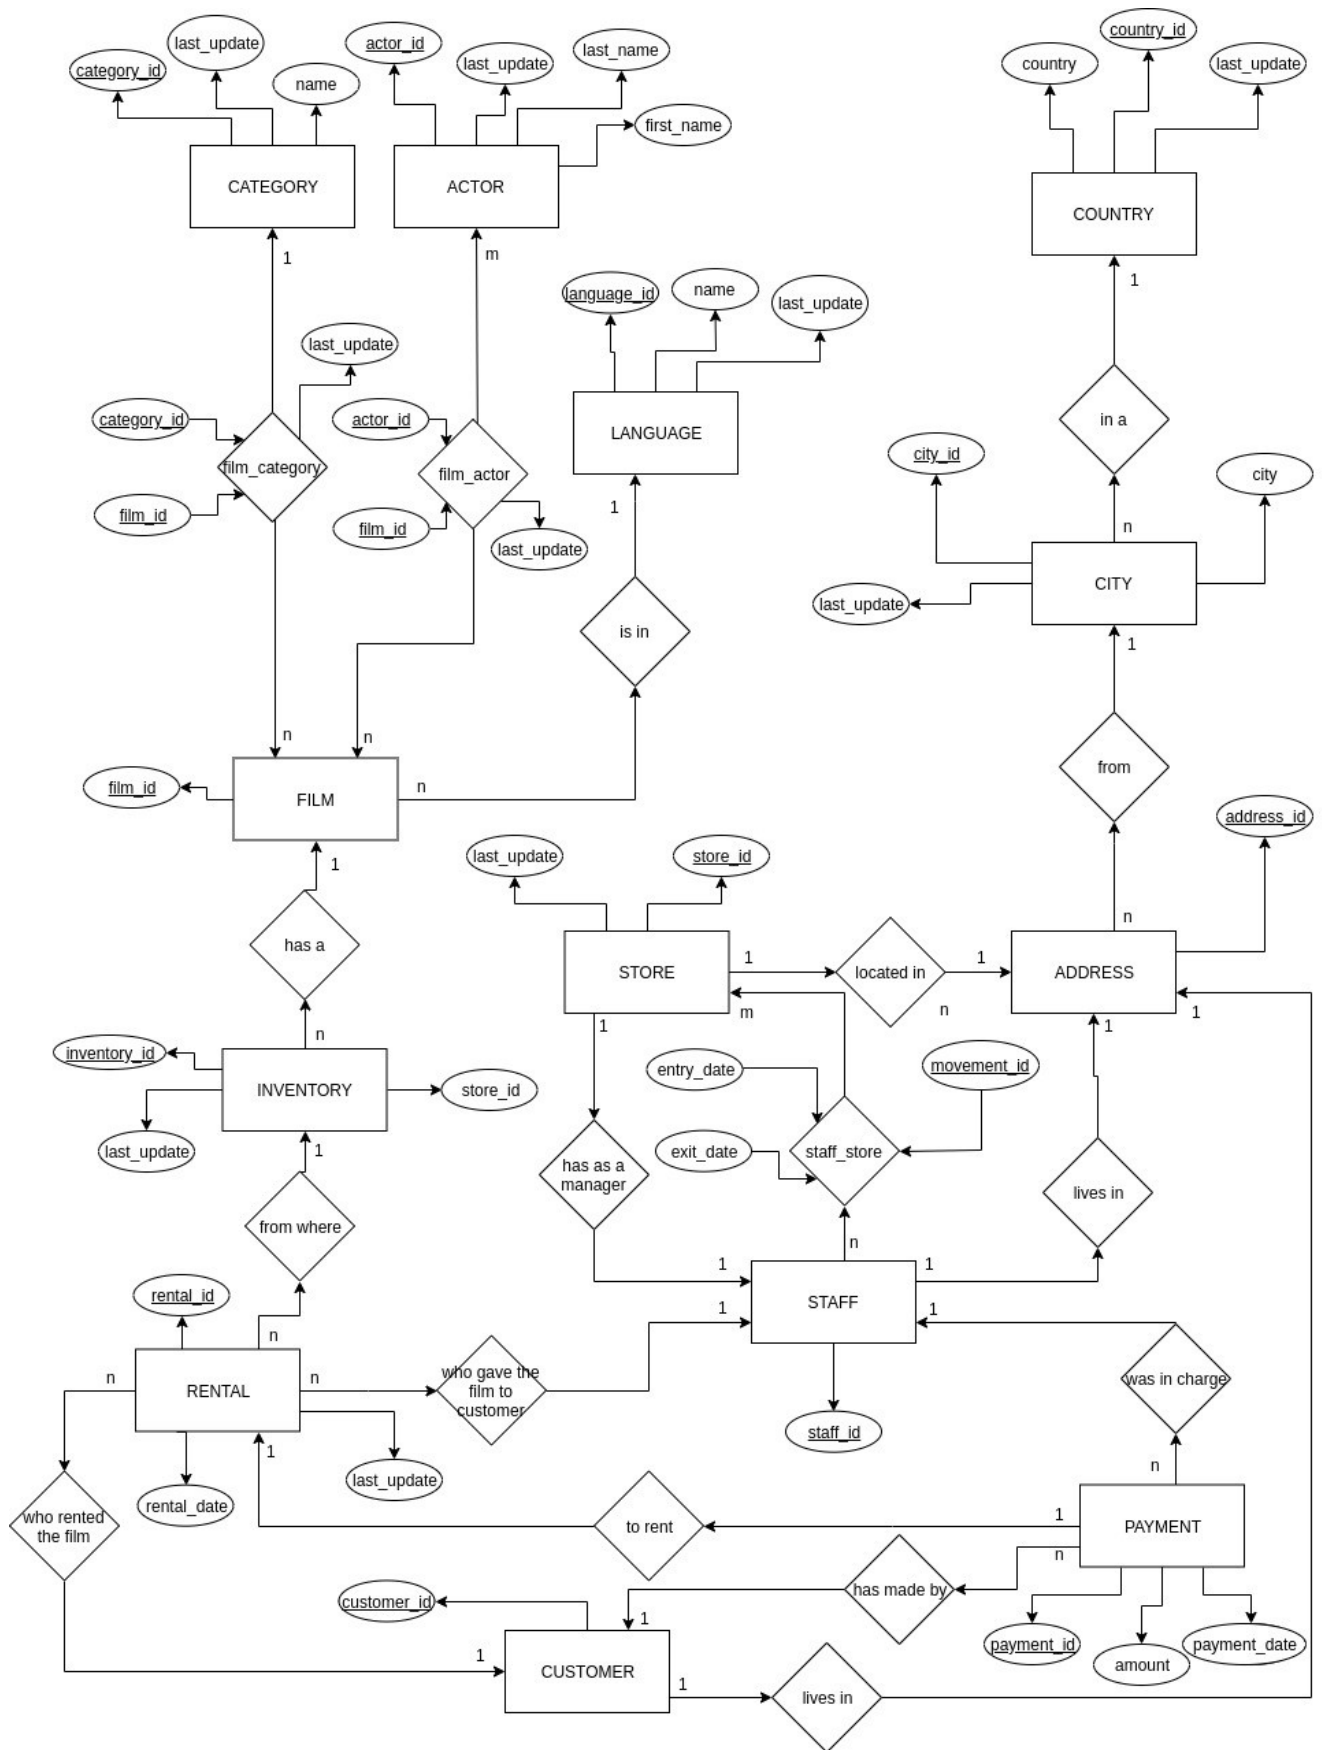 country_id
last_update
actor_id
last_name
category_id
last_update
country
last_update
name
first_name
CATEGORY
ACTOR
COUNTRY
1
m
1
language_id
name
last_update
last_update
category_id
actor_id
LANGUAGE
in a
film_category
film_actor
city_id
city
1
film_id
film_id
n
last_update
CITY
last_update
is in
1
n
n
from
film_id
FILM
n
address_id
1
last_update
store_id
n
has a
1
1
STORE
located in
ADDRESS
n
m
1
n
1
1
inventory_id
entry_date
movement_id
INVENTORY
store_id
last_update
1
exit_date
staff_store
has as a
manager
lives in
from where
n
1
1
rental_id
STAFF
1
1
n
n
n
who gave the
film to
customer
RENTAL
was in charge
staff_id
1
n
last_update
rental_date
1
who rented
the film
to rent
PAYMENT
n
has made by
customer_id
1
payment_id
payment_date
1
CUSTOMER
amount
1
lives in